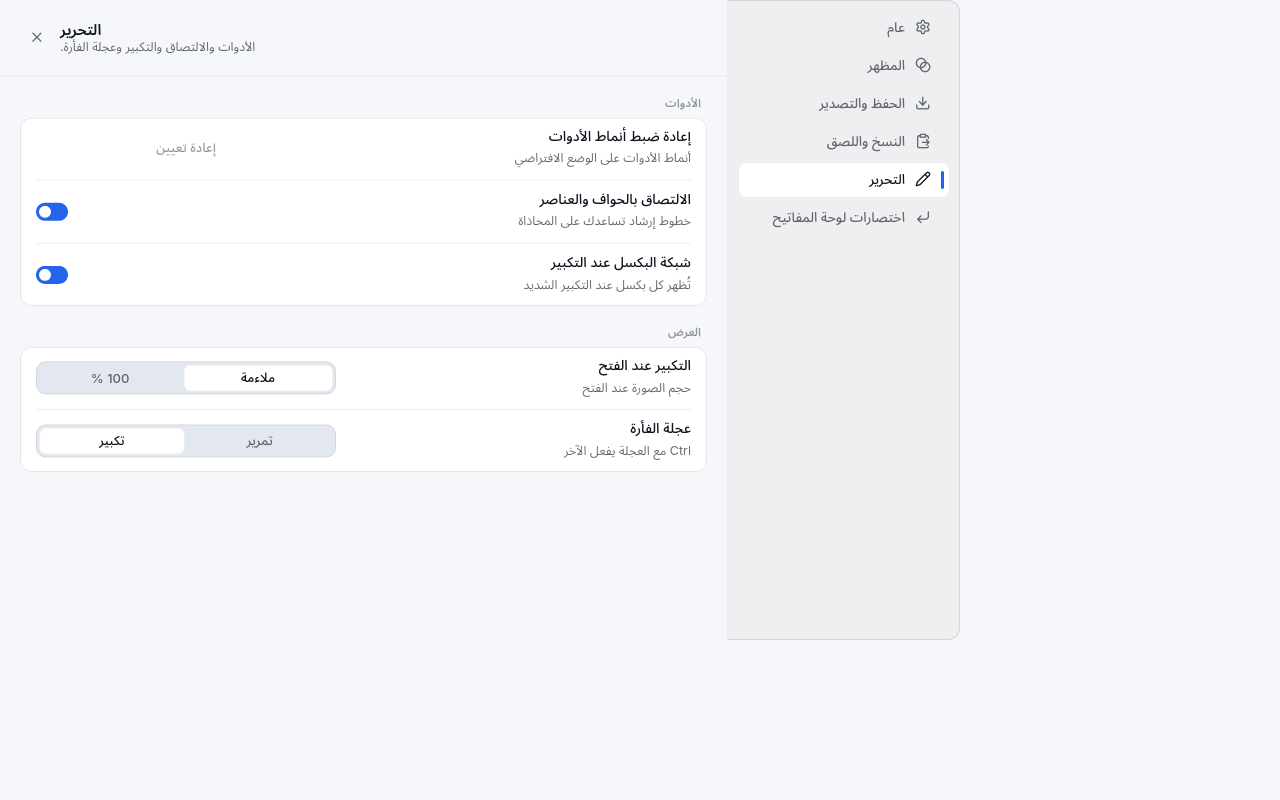 عام
المظهر
الحفظ والتصدير
النسخ واللصق
التحرير
اختصارات لوحة المفاتيح
التحرير
الأدوات والالتصاق والتكبير وعجلة الفأرة.
الأدوات
إعادة ضبط أنماط الأدوات
أنماط الأدوات على الوضع الافتراضي
إعادة تعيين
الالتصاق بالحواف والعناصر
خطوط إرشاد تساعدك على المحاذاة
شبكة البكسل عند التكبير
تُظهر كل بكسل عند التكبير الشديد
العرض
التكبير عند الفتح
حجم الصورة عند الفتح
ملاءمة
100 %
عجلة الفأرة
Ctrl مع العجلة يفعل الآخر
تمرير
تكبير